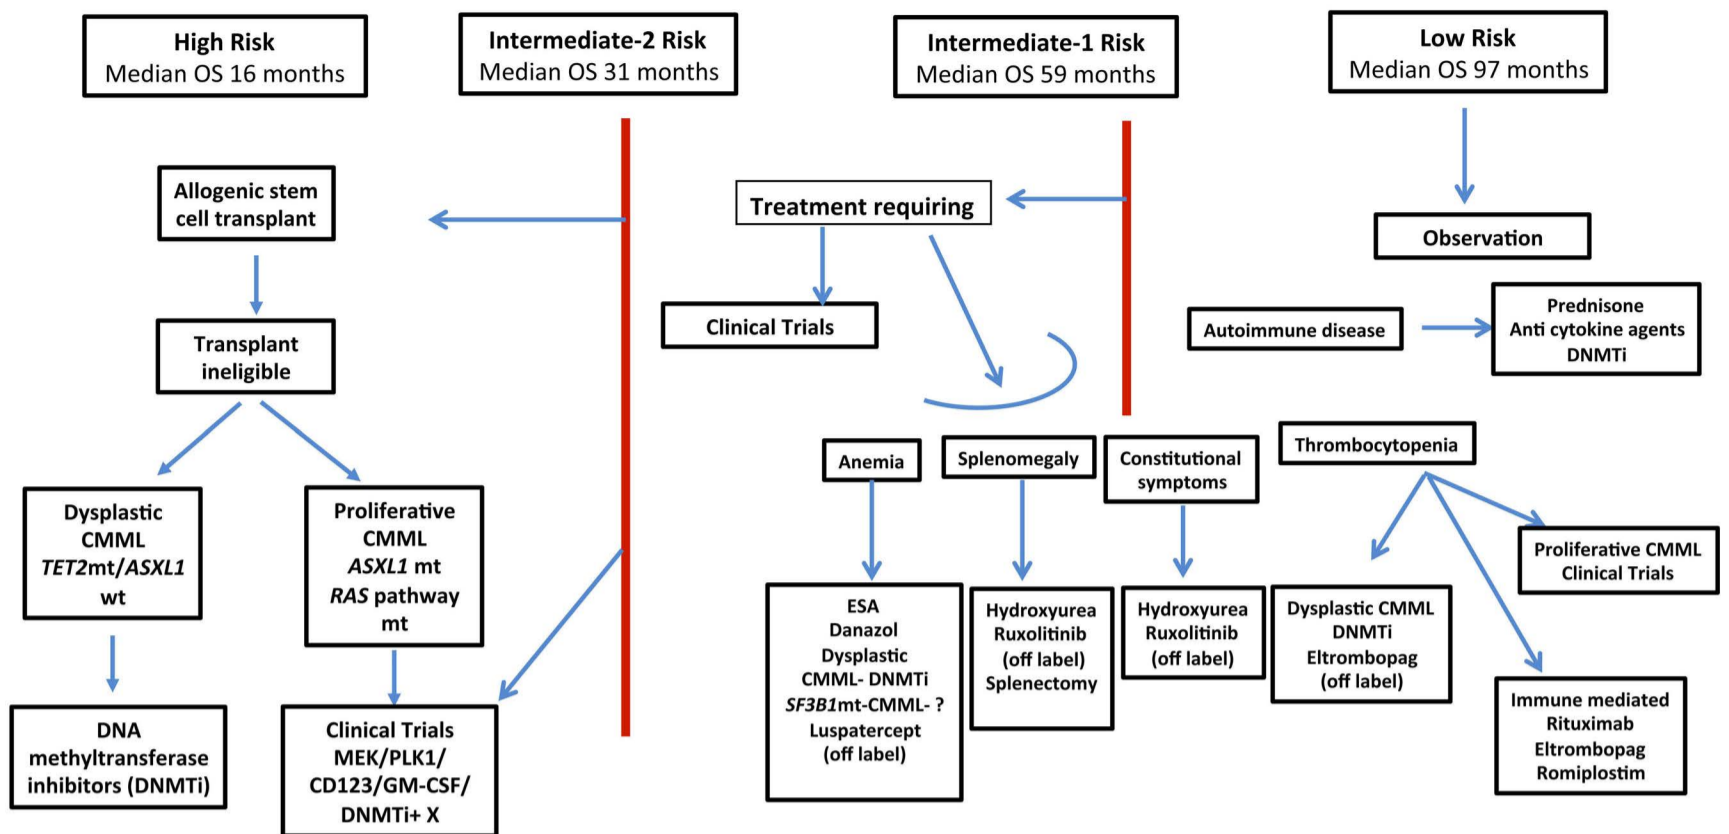 High Risk
Median OS 16 months
Intermediate-2 Risk
Median OS 31 months
Intermediate-1 Risk
Median OS 59 months
Low Risk
Median OS 97 months
Allogenic stem
cell transplant
Treatment requiring
Observation
Transplant
ineligible
Clinical Trials
Autoimmune disease
Prednisone
Anti cytokine agents
DNMTi
Dysplastic
CMML
TET2mt/ASXL1
wt
Proliferative
CMML
ASXL1 mt
RAS pathway
mt
Anemia
Splenomegaly
Constitutional
symptoms
Thrombocytopenia
DNA
methyltransferase
inhibitors (DNMTi)
Clinical Trials
MEK/PLK1/
CD123/GM-CSF/
DNMTi+ X
ESA
Danazol
Dysplastic
CMML- DNMTi
SF3B1mt-CMML- ?
Luspatercept
(off label)
Hydroxyurea
Ruxolitinib
(off label)
Splenectomy
Hydroxyurea
Ruxolitinib
(off label)
Dysplastic CMML
DNMTi
Eltrombopag
(off label)
Proliferative CMML
Clinical Trials
Immune mediated
Rituximab
Eltrombopag
Romiplostim